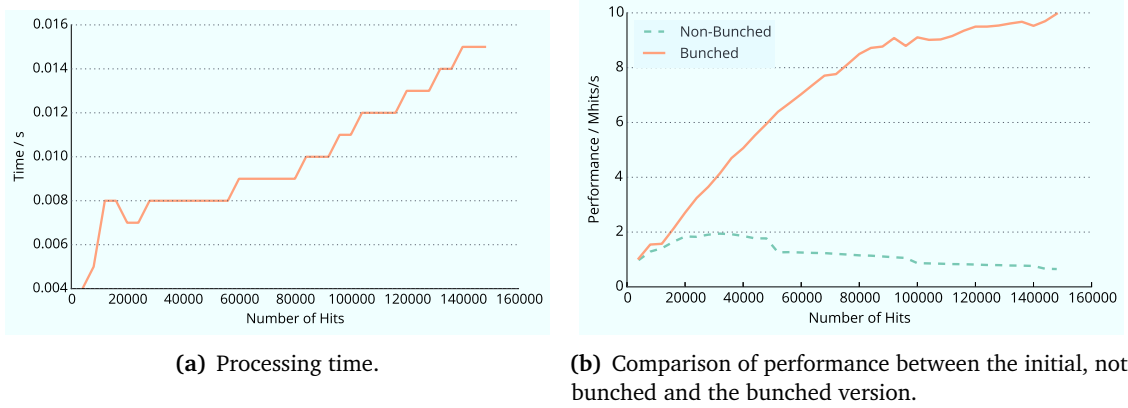 0.016
0.014
0.012
0.010
0.008
0.006
0.004
Time / s
0 20000 40000 60000 80000 100000 120000 140000 160000
Number of Hits
(a) Processing time.
10
8
6
4
2
0
Performance / Mhits/s
Non-Bunched
Bunched
0 20000 40000 60000 80000 100000 120000 140000 160000
Number of Hits
(b) Comparison of performance between the initial, not
bunched and the bunched version.